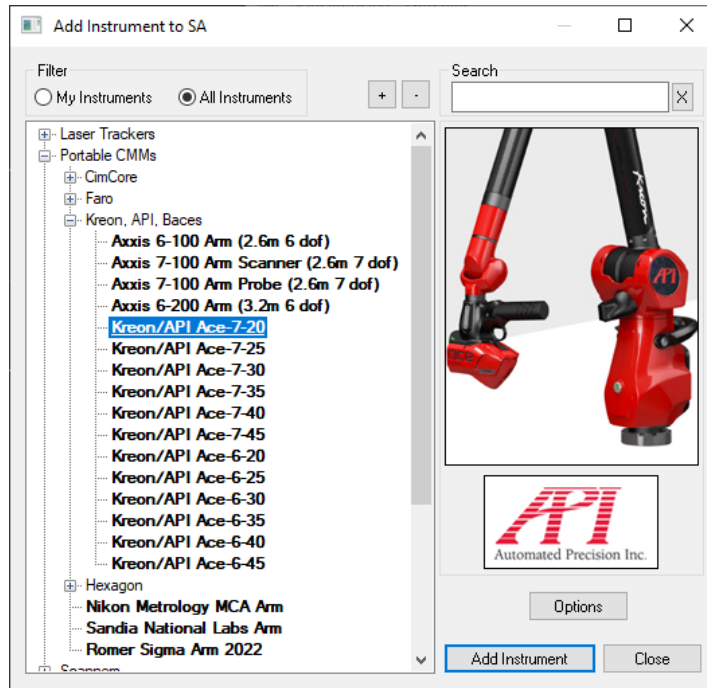 Add Instrument to SA
Filter
My Instruments
All Instruments
+
-
Search
X
Laser Trackers
Portable CMMs
CimCore
Faro
Kreon, API, Baces
Axxis 6-100 Arm (2.6m 6 dof)
Axxis 7-100 Arm Scanner (2.6m 7 dof)
Axxis 7-100 Arm Probe (2.6m 7 dof)
Axxis 6-200 Arm (3.2m 6 dof)
Kreon/API Ace-7-20
Kreon/API Ace-7-25
Kreon/API Ace-7-30
Kreon/API Ace-7-35
Kreon/API Ace-7-40
Kreon/API Ace-7-45
Kreon/API Ace-6-20
Kreon/API Ace-6-25
Kreon/API Ace-6-30
Kreon/API Ace-6-35
Kreon/API Ace-6-40
Kreon/API Ace-6-45
Hexagon
Nikon Metrology MCA Arm
Sandia National Labs Arm
Romer Sigma Arm 2022
Scanners
Kreon
API
ace
API
Automated Precision Inc.
Options
Add Instrument
Close